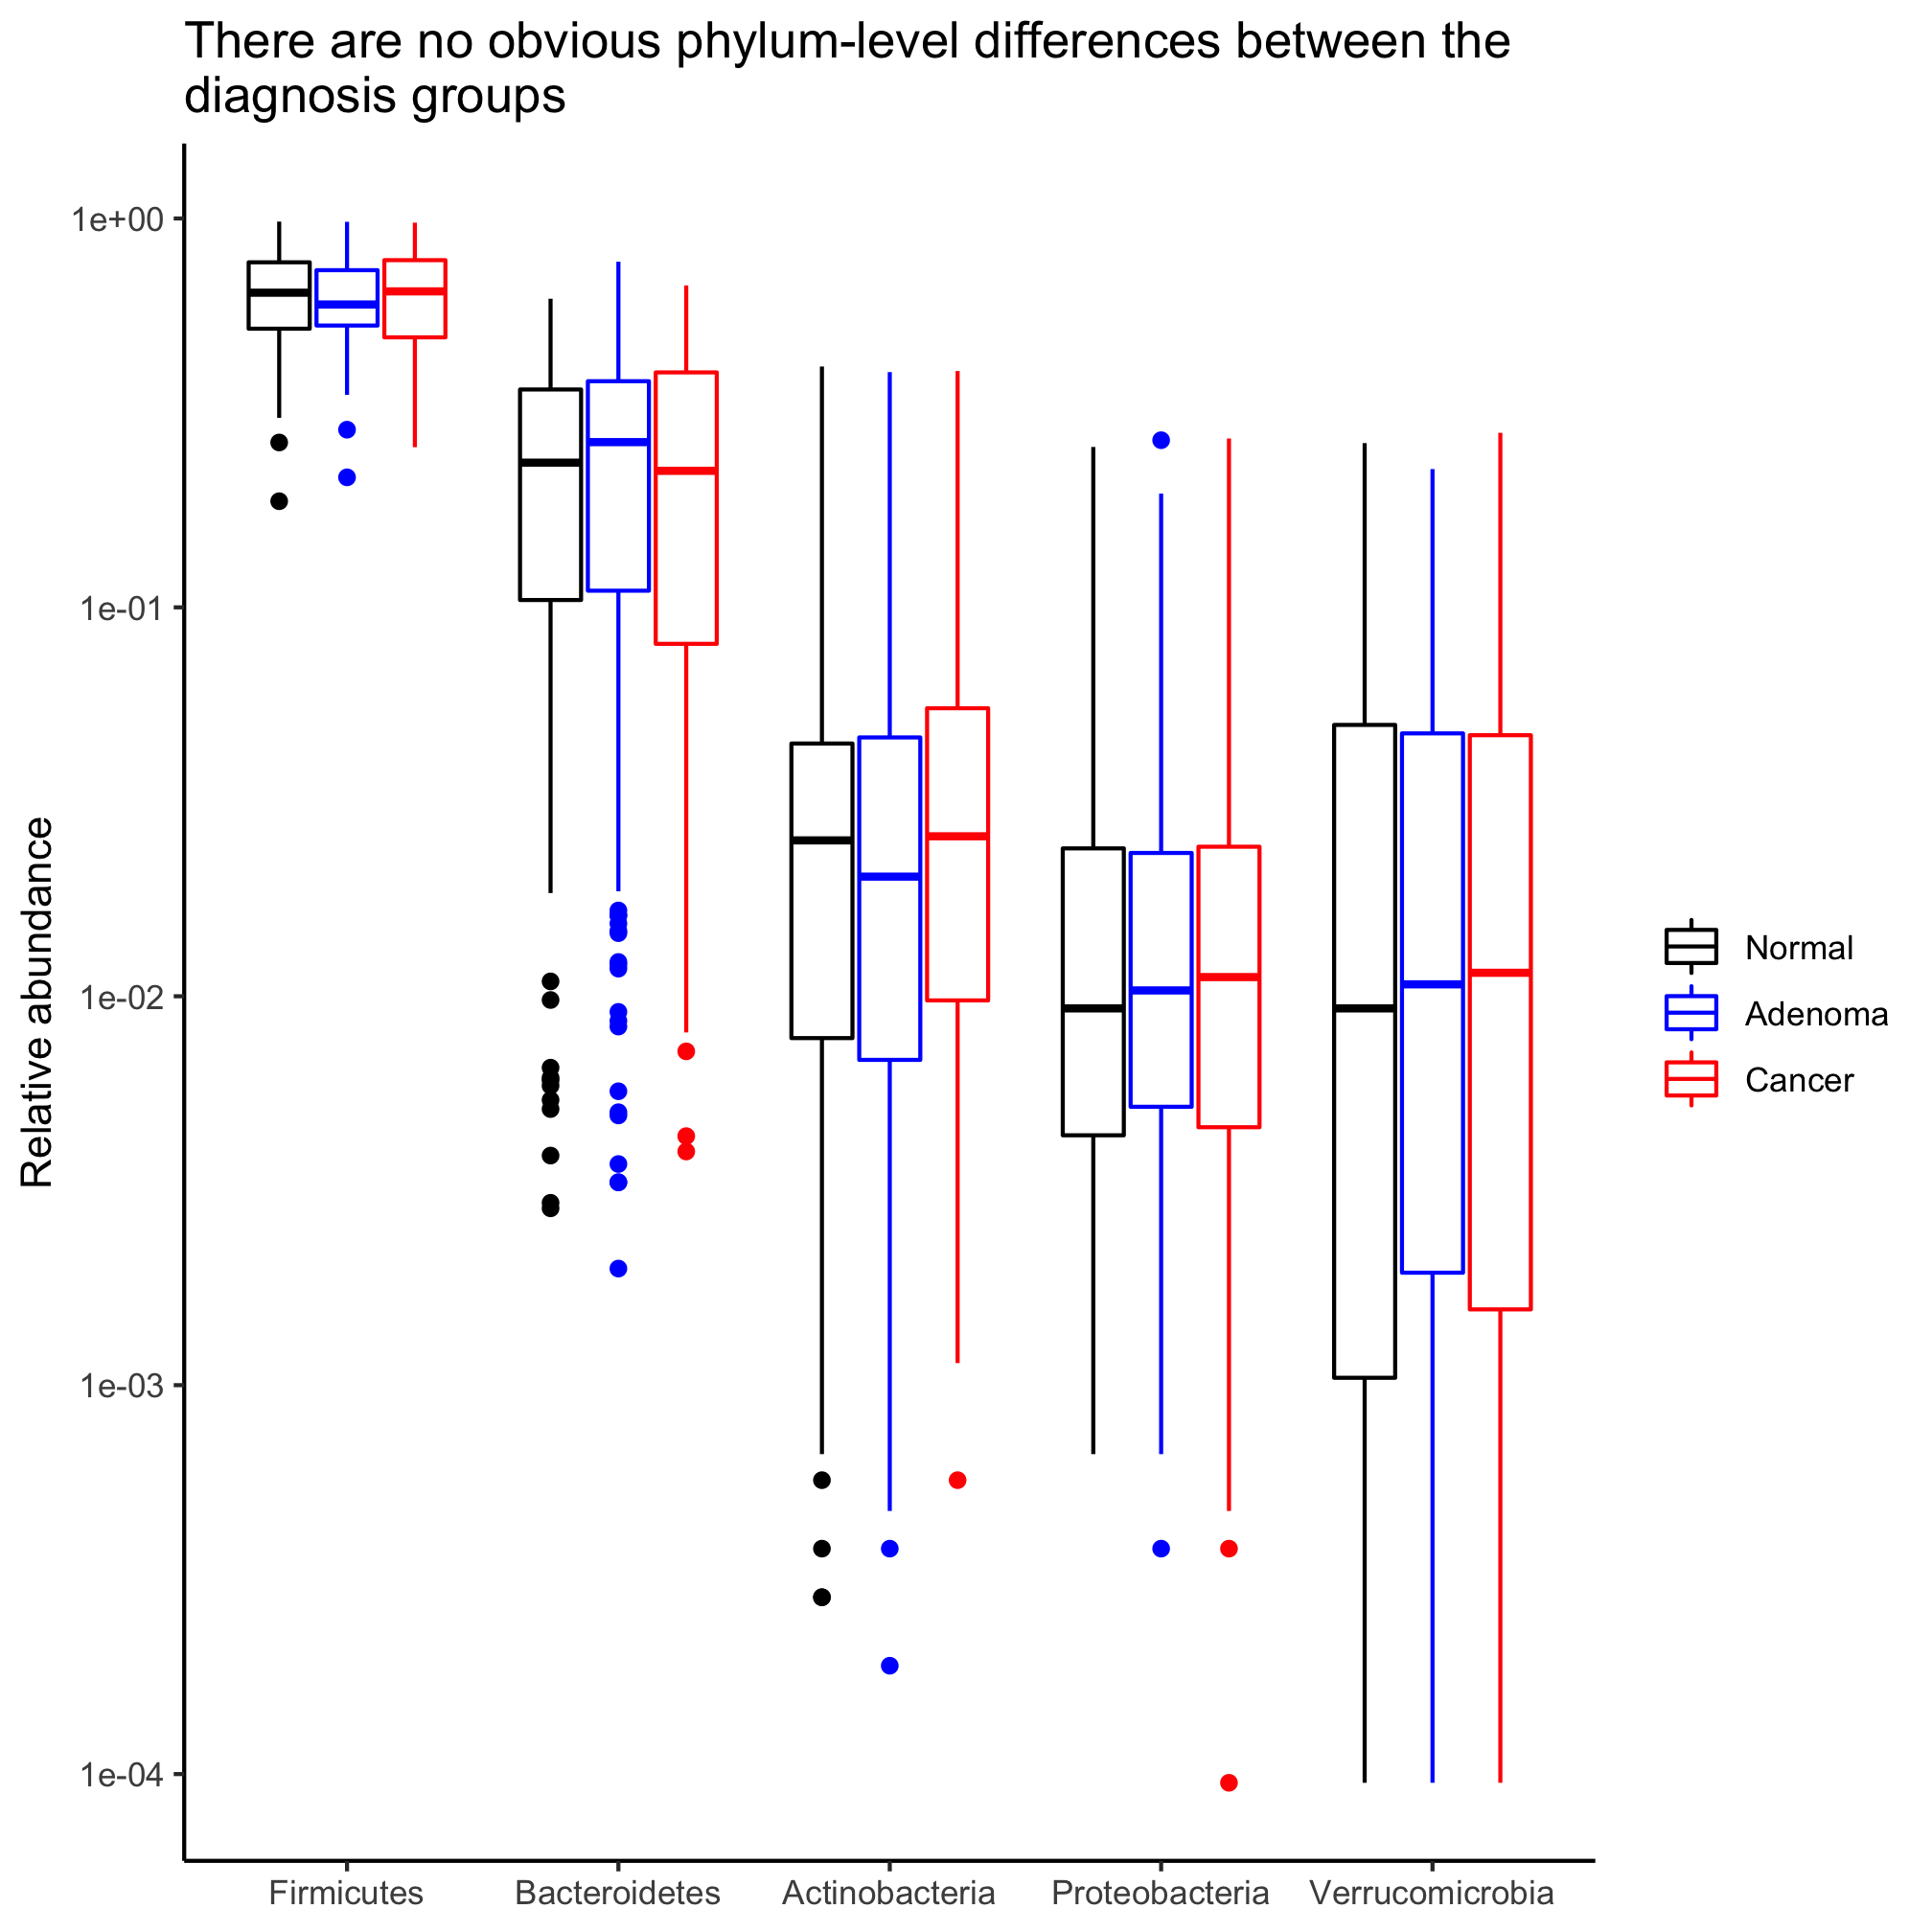 There are no obvious phylum-level differences between the
diagnosis groups
1e+00
1e-01
1e-02
1e-03
1e-04
Relative abundance
Firmicutes
Bacteroidetes
Actinobacteria
Proteobacteria
Verrucomicrobia
Normal
Adenoma
Cancer